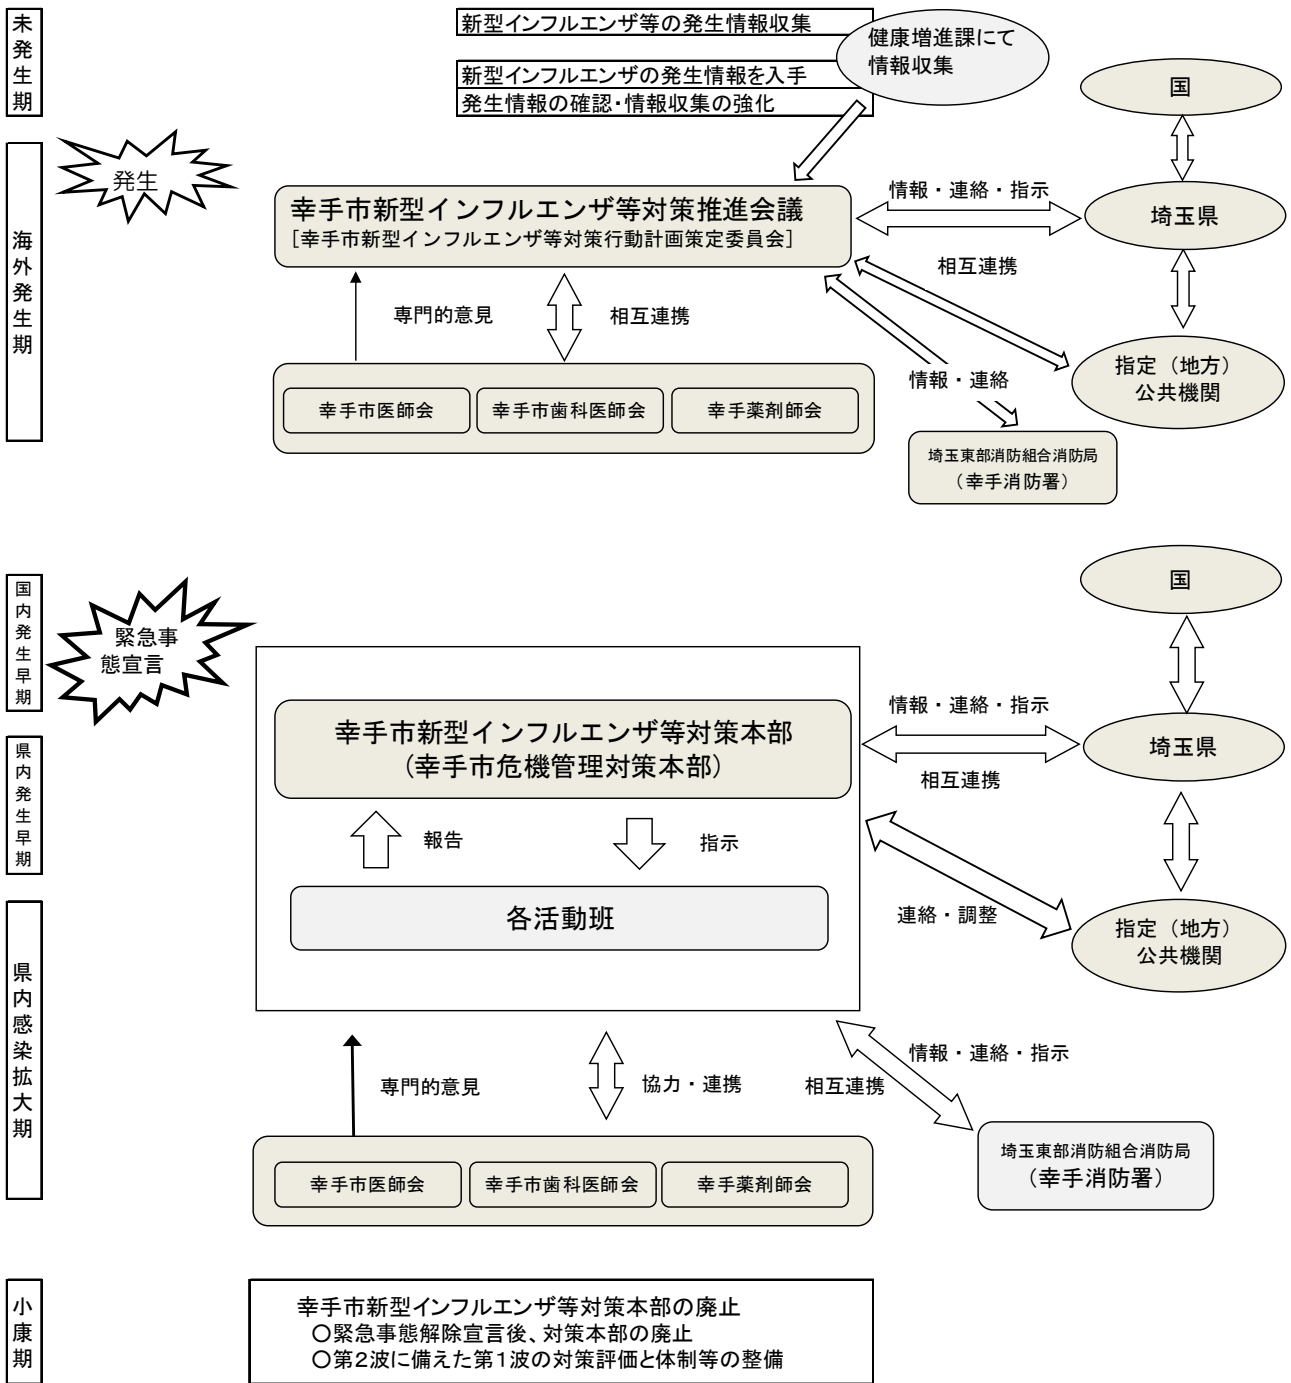 未発生期
新型インフルエンザ等の発生情報収集
健康増進課にて
情報収集
新型インフルエンザの発生情報を入手
発生情報の確認・情報収集の強化
国
海外発生期
発生
幸手市新型インフルエンザ等対策推進会議
[幸手市新型インフルエンザ等対策行動計画策定委員会]
情報・連絡・指示
埼玉県
相互連携
専門的意見
相互連携
指定（地方）
公共機関
情報・連絡
幸手市医師会
幸手市歯科医師会
幸手薬剤師会
埼玉東部消防組合消防局
（幸手消防署）
国内発生早期
緊急事
態宣言
国
幸手市新型インフルエンザ等対策本部
（幸手市危機管理対策本部）
情報・連絡・指示
埼玉県
相互連携
県内発生早期
報告
指示
各活動班
連絡・調整
指定（地方）
公共機関
県内感染拡大期
専門的意見
協力・連携
相互連携
情報・連絡・指示
埼玉東部消防組合消防局
（幸手消防署）
幸手市医師会
幸手市歯科医師会
幸手薬剤師会
小康期
幸手市新型インフルエンザ等対策本部の廃止
〇緊急事態解除宣言後、対策本部の廃止
〇第２波に備えた第１波の対策評価と体制等の整備